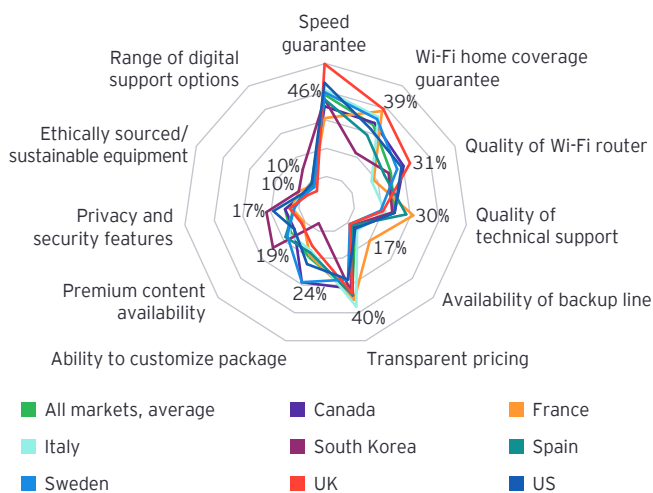 Speed
guarantee
Range of digital
support options
Wi-Fi home coverage
guarantee
46%
39%
Ethically sourced/
sustainable equipment
31%
Quality of Wi-Fi router
10%
10%
Privacy and
security features
17%
30%
Quality of
technical support
19%
17%
Premium content
availability
24%
40%
Availability of backup line
Ability to customize package
Transparent pricing
All markets, average
Canada
France
Italy
South Korea
Spain
Sweden
UK
US